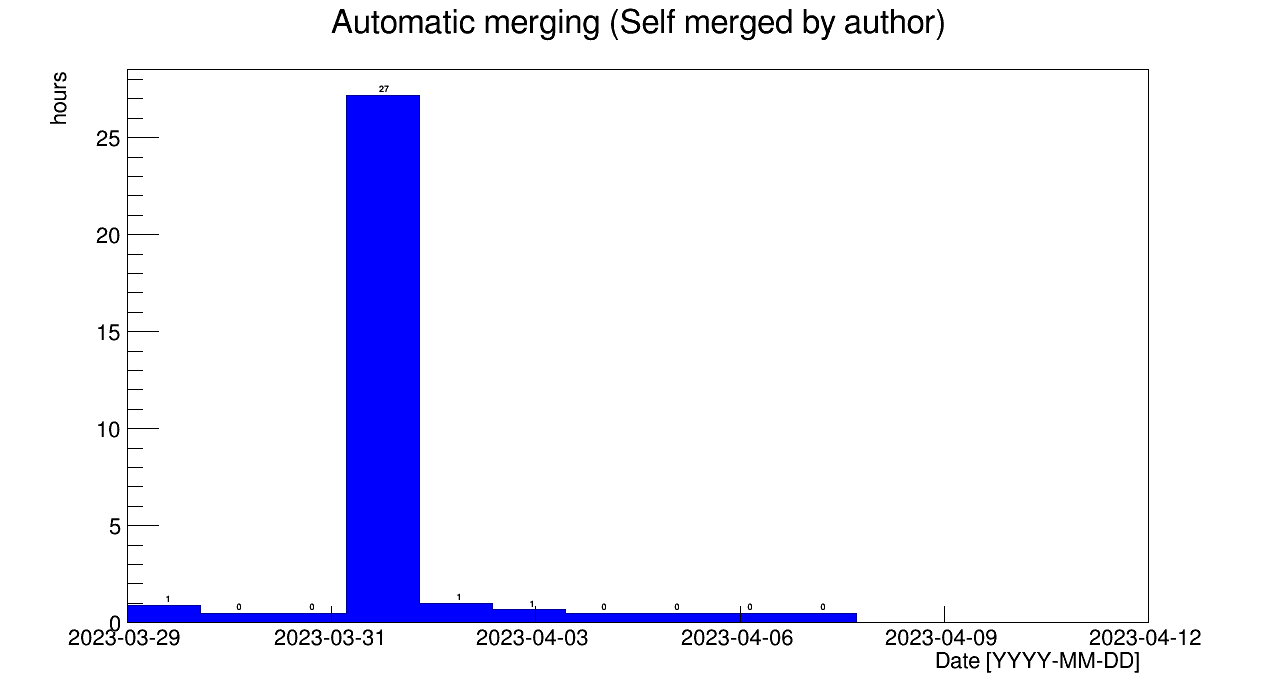 Automatic merging (Self merged by author)
hours
27
25
20
15
10
5
1 0 0 1 1 0 0 0 0
0
2023-03-29 2023-03-31 2023-04-03 2023-04-06 2023-04-09 2023-04-12
Date [YYYY-MM-DD]